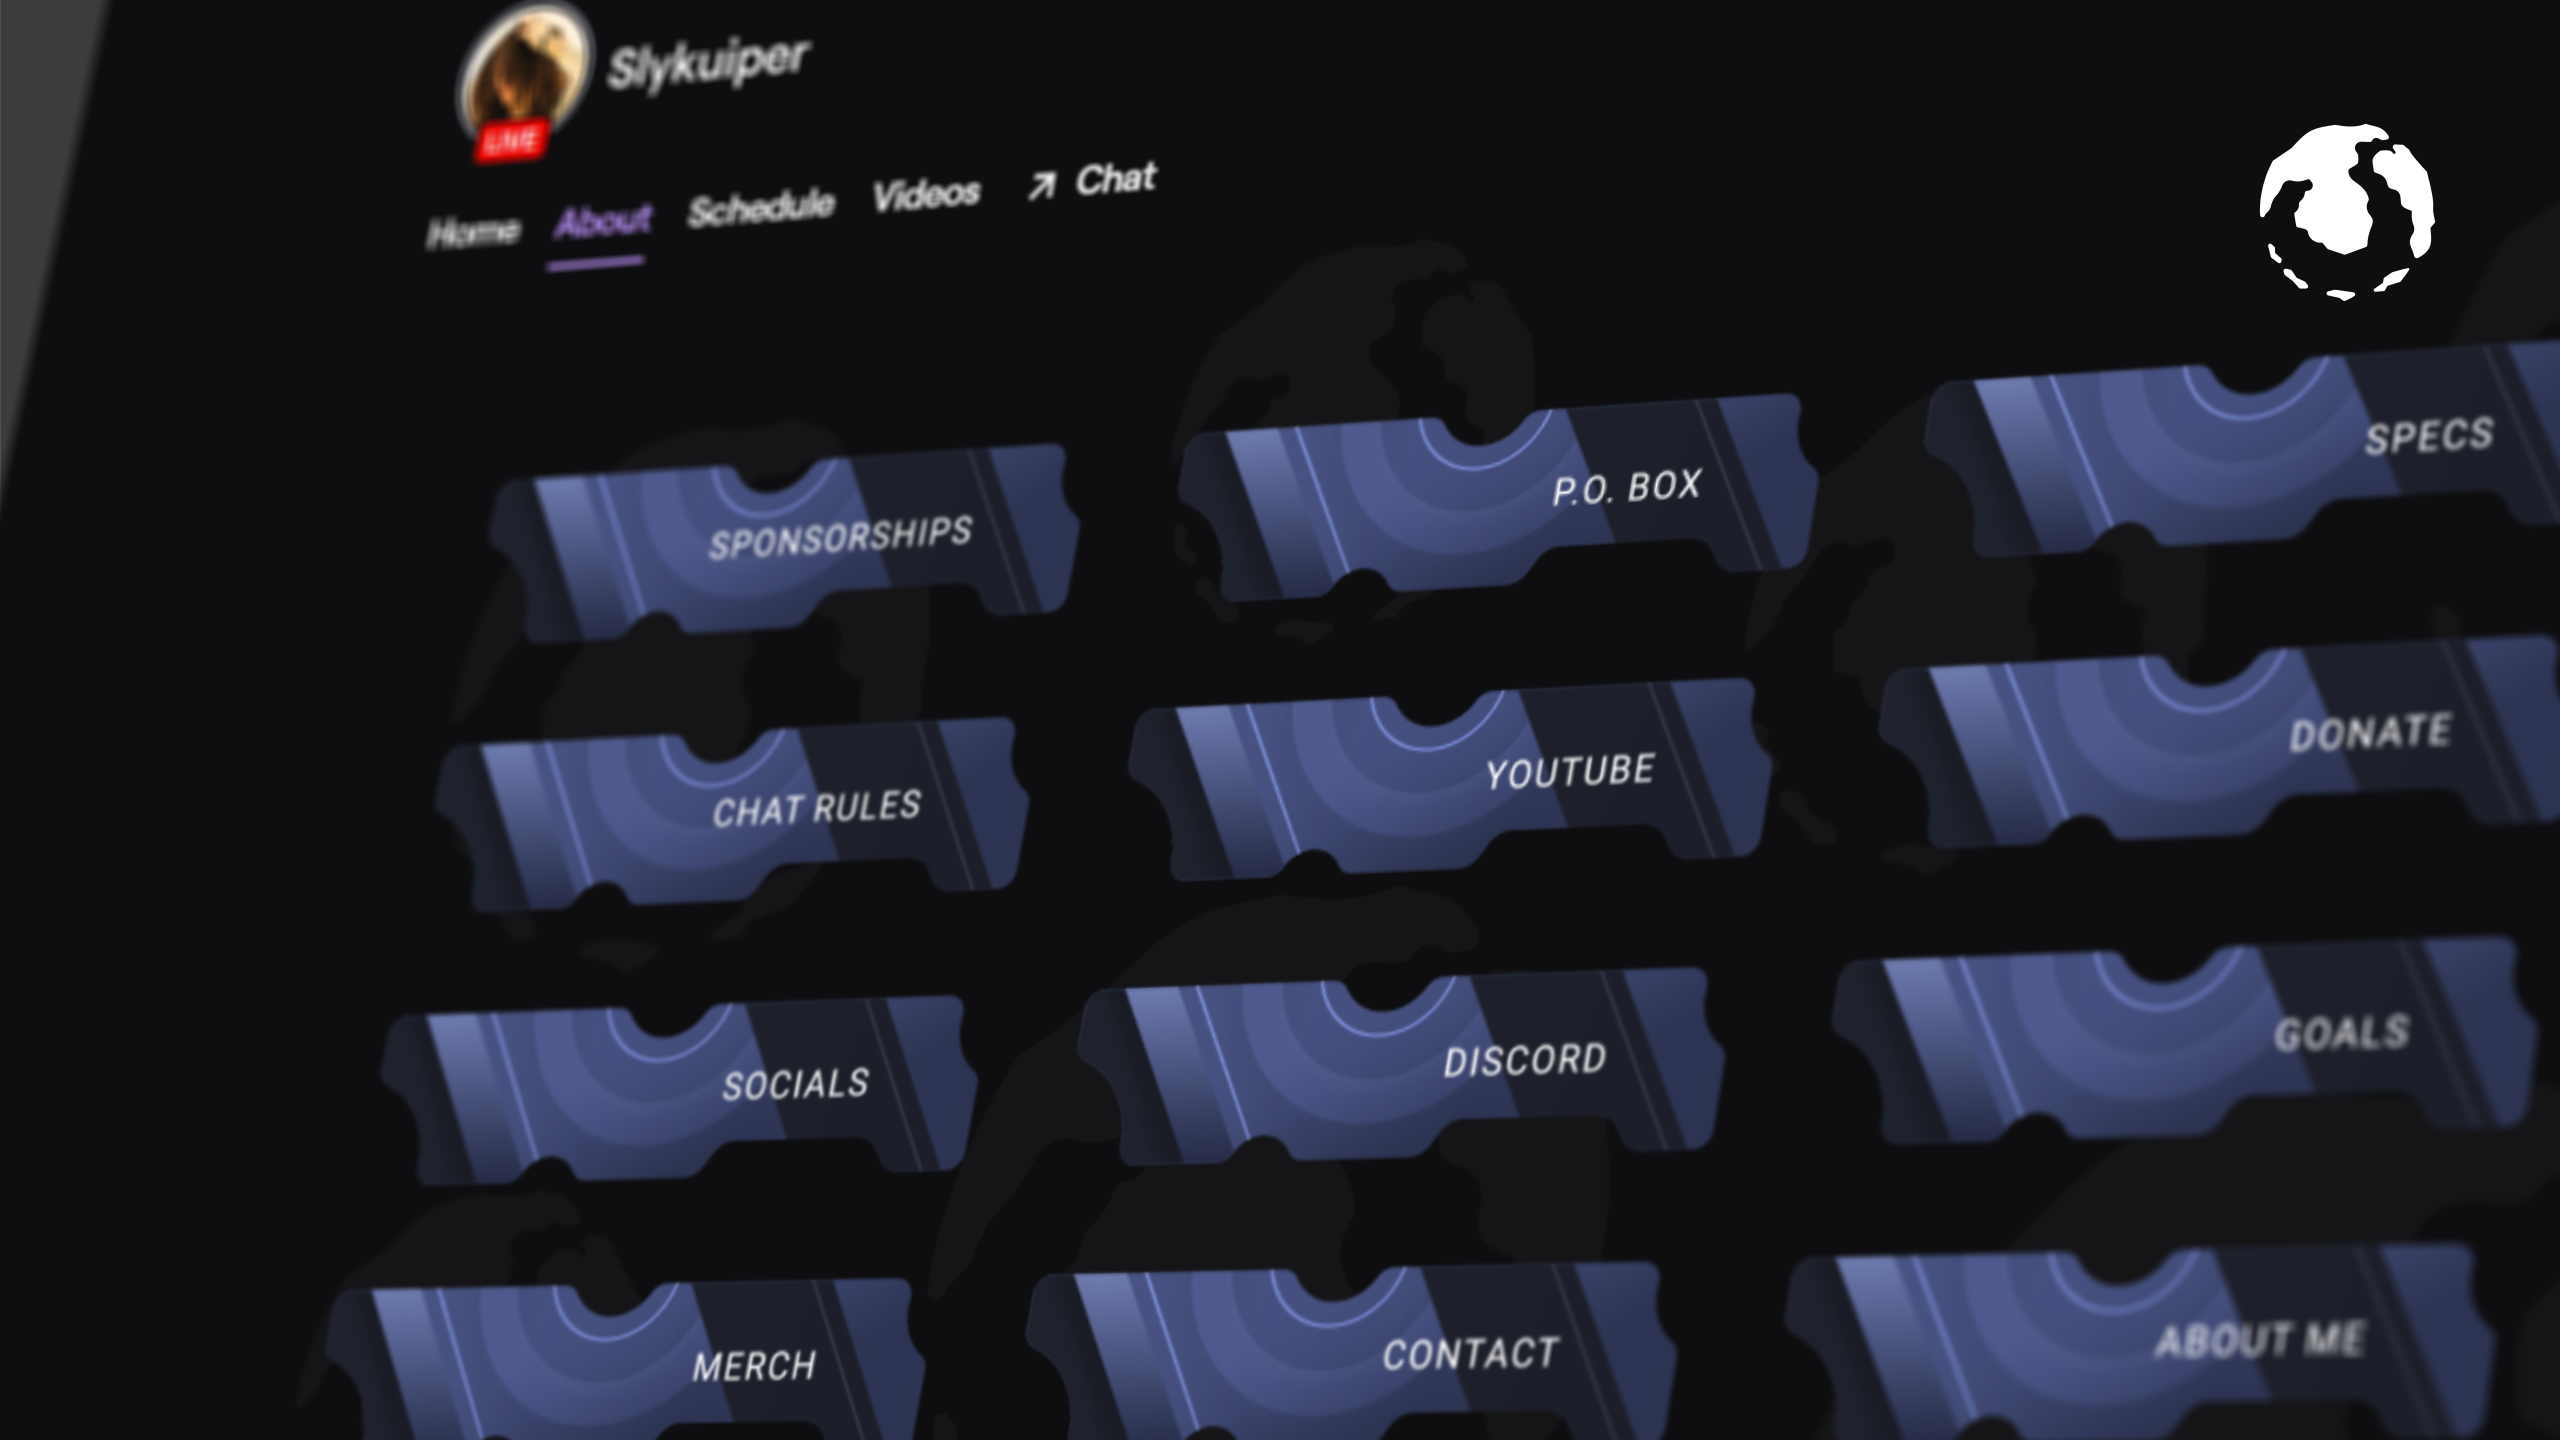 Slykuiper
LIVE
Home About Schedule Videos Chat
SPONSORSHIPS P.O. BOX SPECS
CHAT RULES YOUTUBE DONATE
SOCIALS DISCORD GOALS
MERCH CONTACT ABOUT ME